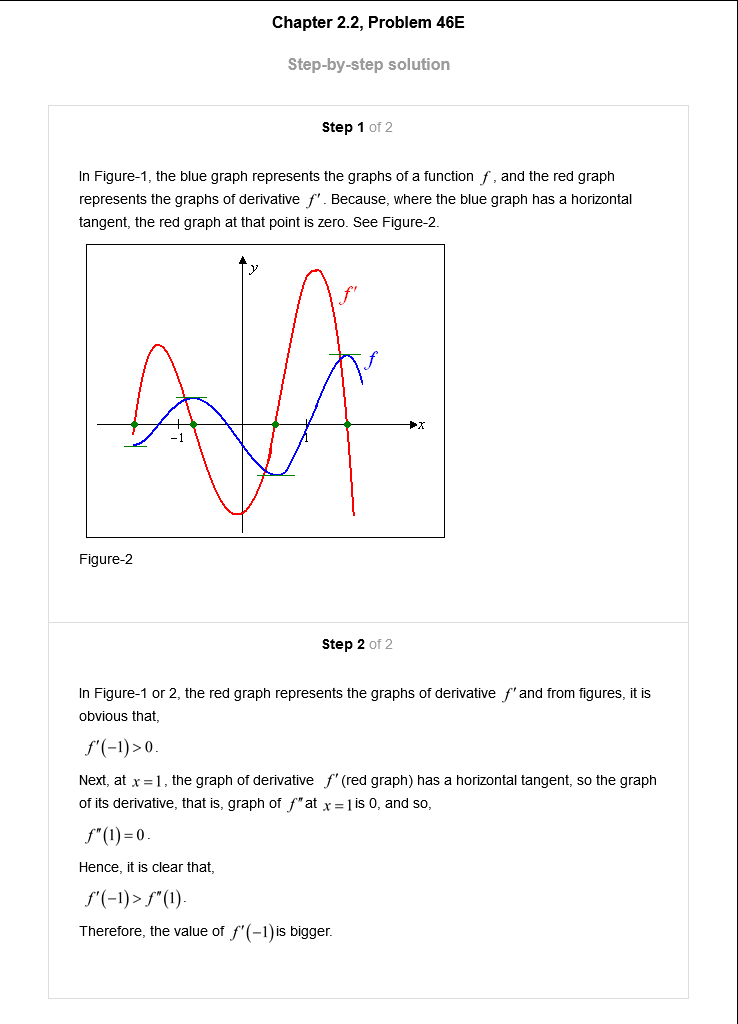 Chapter 2.2, Problem 46E
Step-by-step solution
Step 1 of 2
In Figure-1, the blue graph represents the graphs of a function f , and the red graph
represents the graphs of derivative f′ . Because, where the blue graph has a horizontal
tangent, the red graph at that point is zero. See Figure-2.
y
f′
f
x
−1
1
Figure-2
Step 2 of 2
In Figure-1 or 2, the red graph represents the graphs of derivative f′ and from figures, it is
obvious that,
f′(−1) > 0.
Next, at x = 1, the graph of derivative f′ (red graph) has a horizontal tangent, so the graph
of its derivative, that is, graph of f″ at x = 1 is 0, and so,
f″(1) = 0.
Hence, it is clear that,
f′(−1) > f″(1).
Therefore, the value of f′(−1) is bigger.